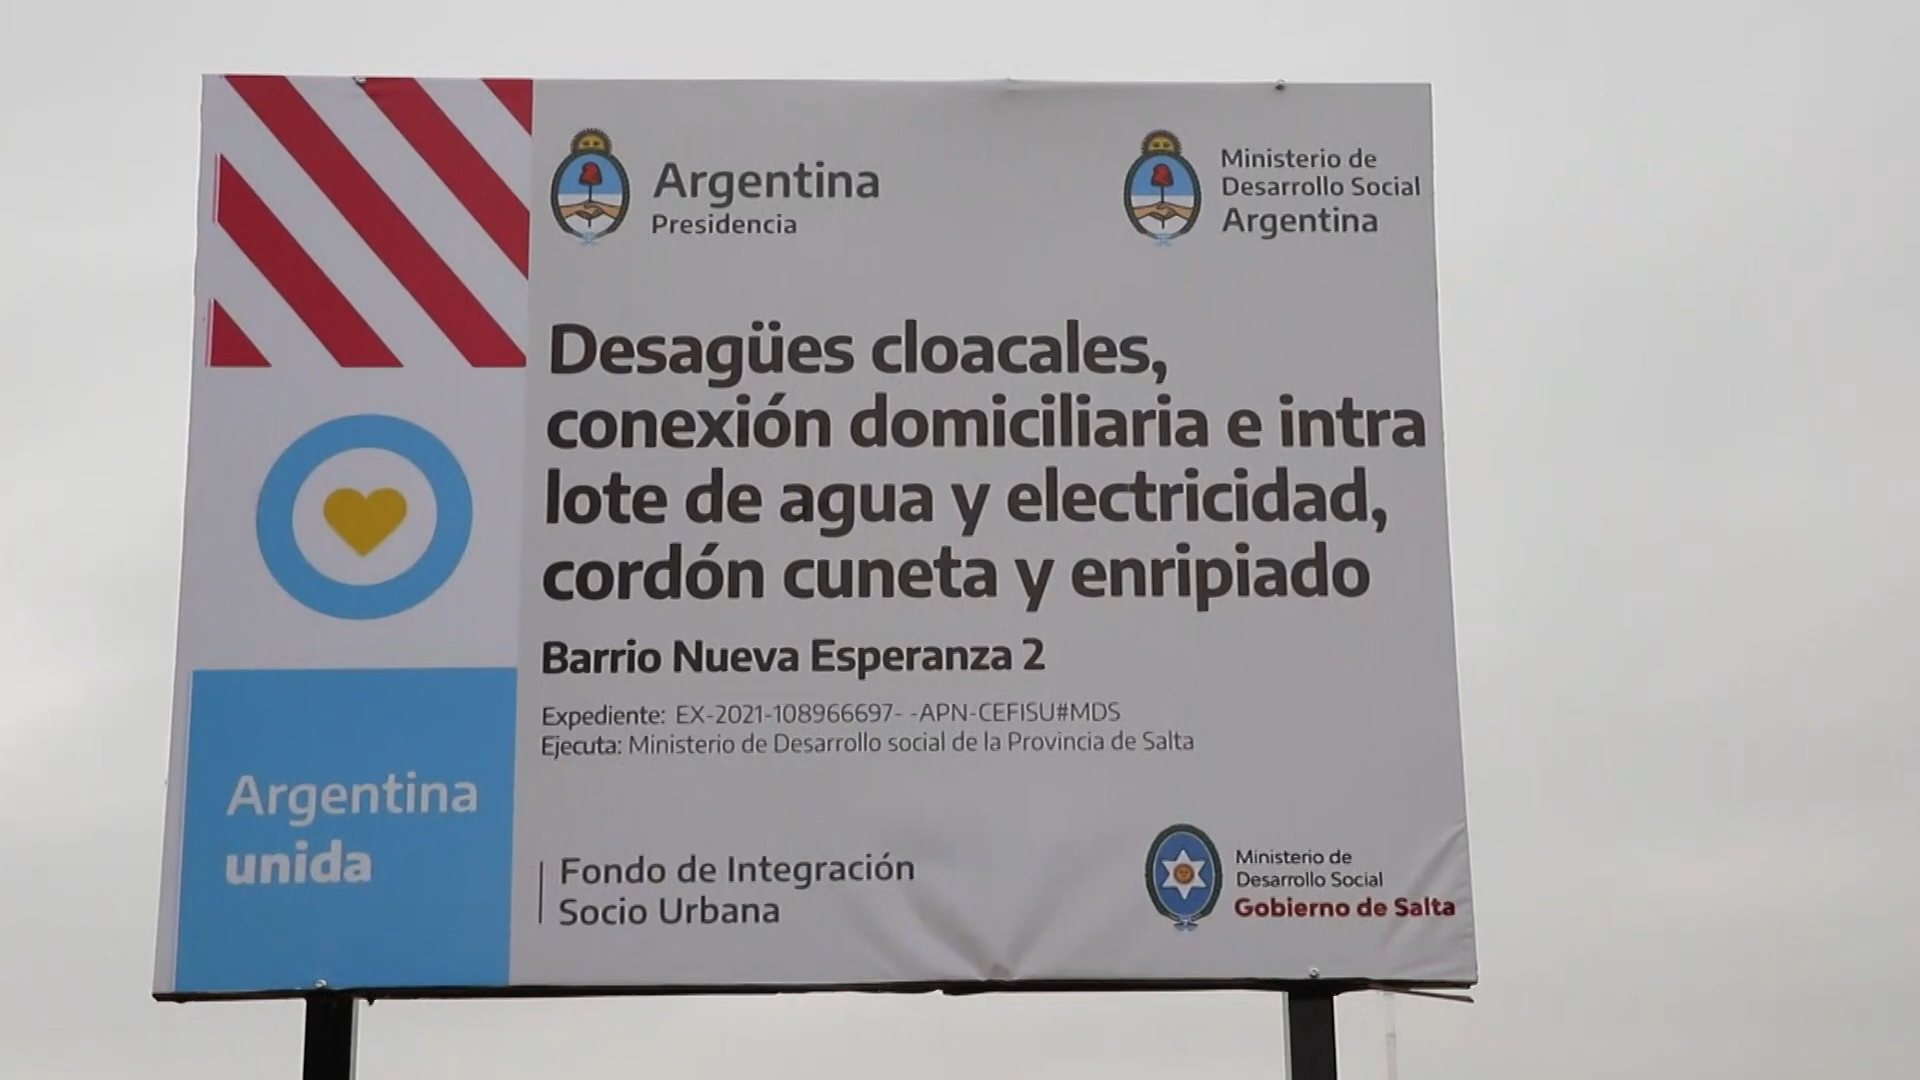 Argentina
Presidencia
Ministerio de
Desarrollo Social
Argentina
Desagües cloacales,
conexión domiciliaria e intra
lote de agua y electricidad,
cordón cuneta y enripiado
Barrio Nueva Esperanza 2
Expediente: EX-2021-108966697- -APN-CEFISU#MDS
Ejecuta: Ministerio de Desarrollo social de la Provincia de Salta
Argentina
unida
Fondo de Integración
Socio Urbana
Ministerio de
Desarrollo Social
Gobierno de Salta